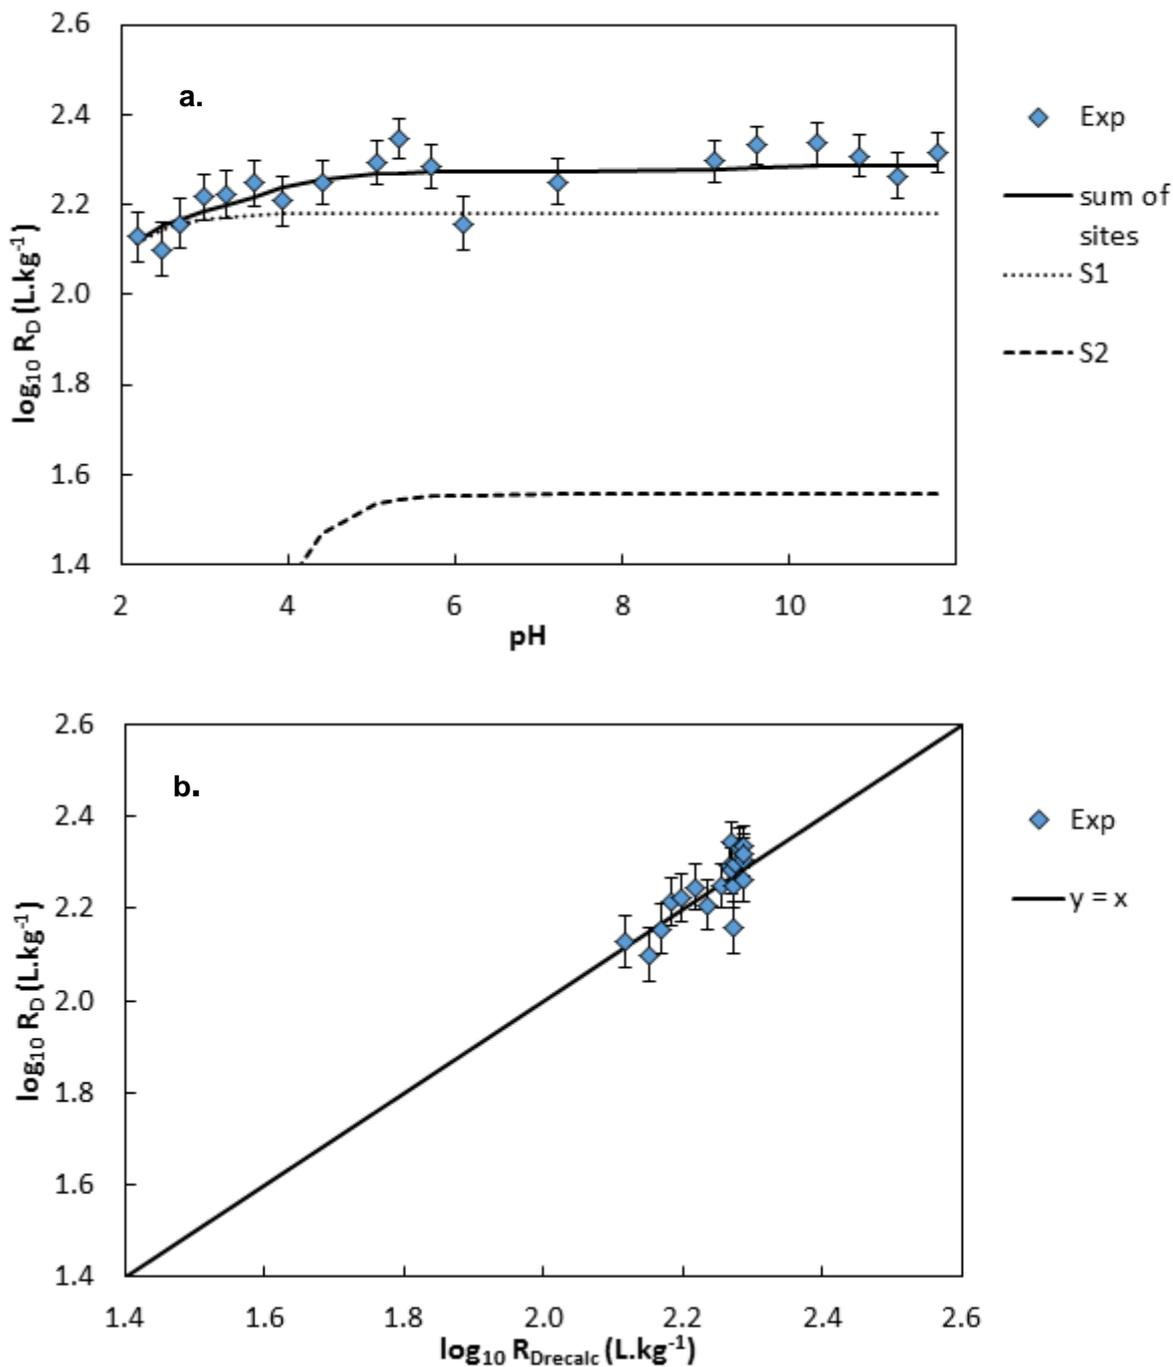 2.6
2.4
2.2
2.0
1.8
1.6
1.4
log10 RD (L.kg-1)
a.
2 4 6 8 10 12
pH
Exp
sum of
sites
S1
S2
2.6
2.4
2.2
2.0
1.8
1.6
1.4
log10 RD (L.kg-1)
b.
1.4 1.6 1.8 2.0 2.2 2.4 2.6
log10 RDrecalc (L.kg-1)
Exp
y = x